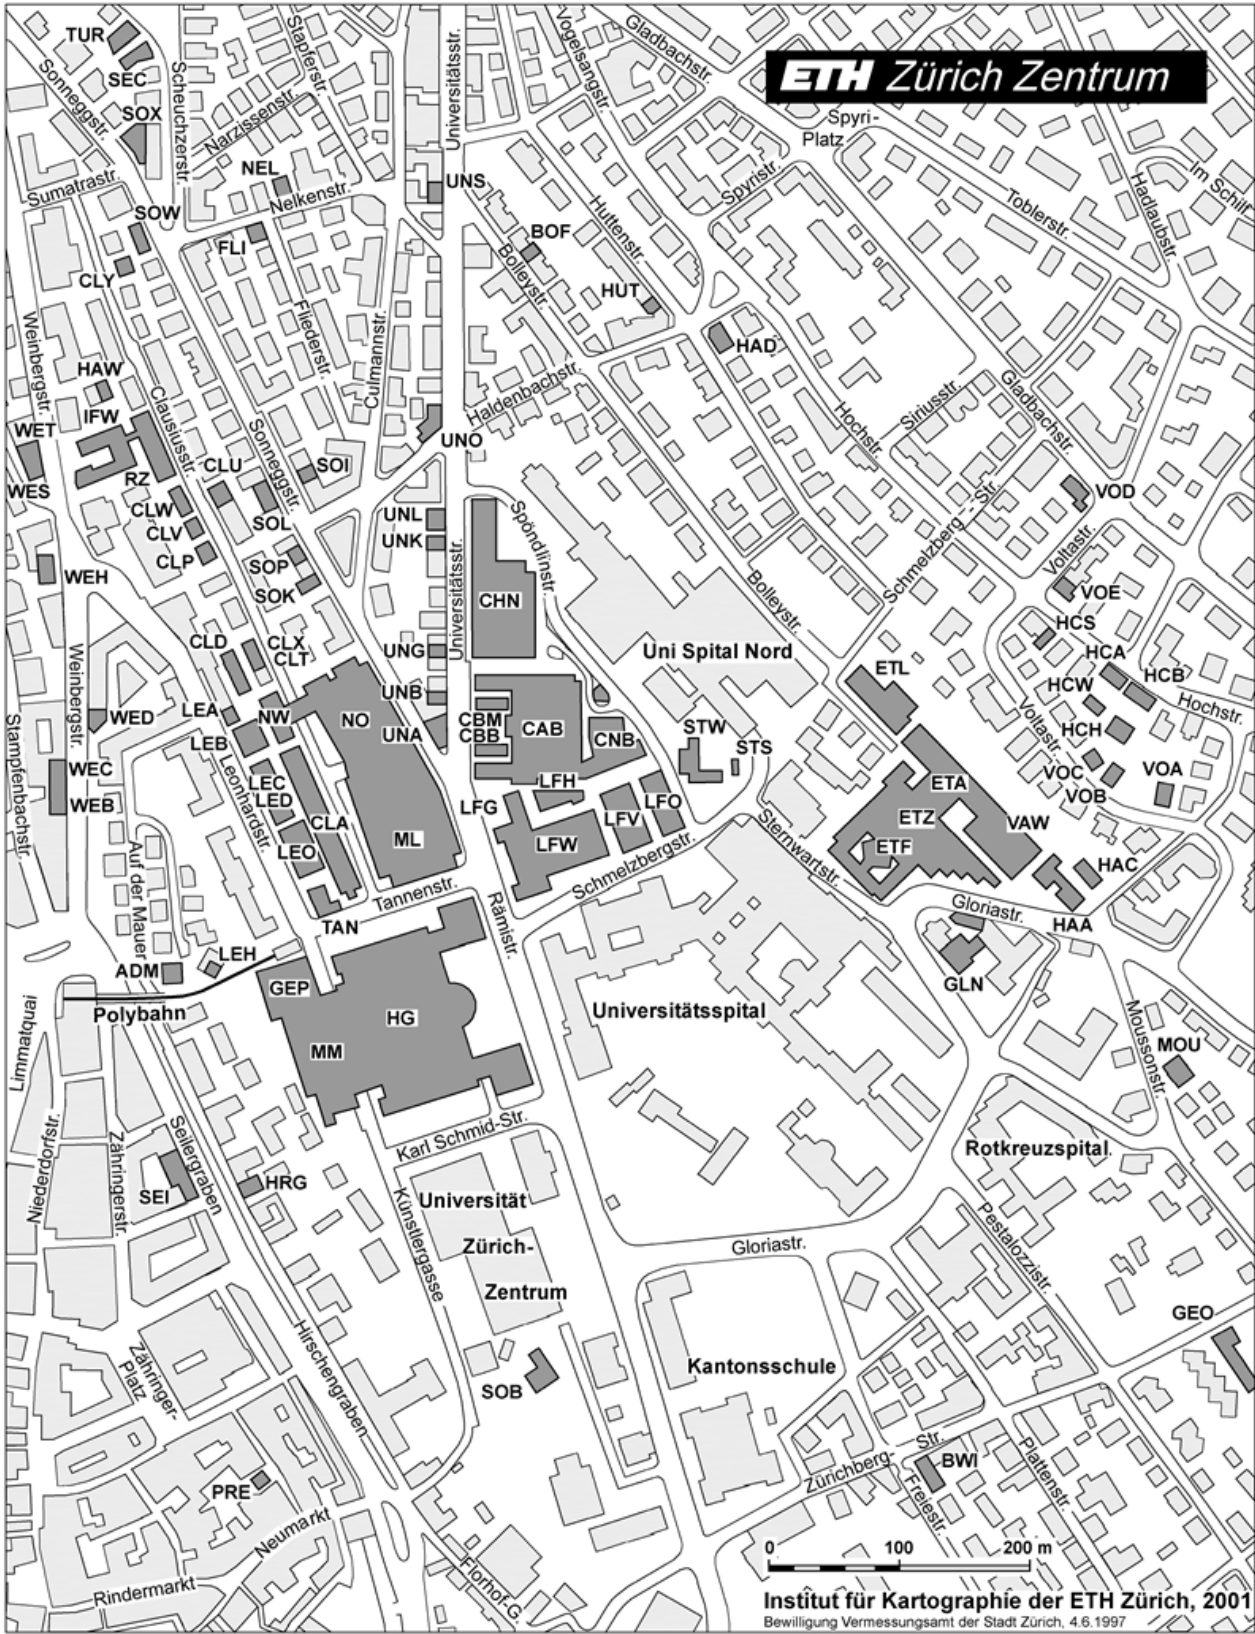 ETH Zürich Zentrum
TUR
SEC
SOX
Sonneggstr.
Scheuchzerstr.
Stapferstr.
Narzissenstr.
Universitätsstr.
Vogelsangstr.
Gladbachstr.
Spyri-
Platz
Im Schilf
Hadlaubstr.
Toblerstr.
Spyristr.
NEL
Nelkenstr.
Sumatrastr.
SOW
UNS
BOF
Huttenstr.
Bolleystr.
FLI
CLY
HUT
HAD
Weinbergstr.
Fliederstr.
Culmannstr.
Haldenbachstr.
Hochstr.
Siriusstr.
Gladbachstr.
HAW
IFW
Clausiusstr.
Sonneggstr.
WET
WES
RZ
CLU
SOI
UNO
CLW
CLV
CLP
SOL
SOP
SOK
UNL
UNK
Universitätsstr.
Spöndlinstr.
CHN
VOD
Voltastr.
Schmelzberg-Str.
Bolleystr.
WEH
VOE
HCS
HCA
HCB
HCW
Hochstr.
HCH
Voltastr.
VOC
VOB
VOA
CLD
CLX
CLT
UNG
UNB
UNA
Uni Spital Nord
ETL
Weinbergstr.
Stampfenbachstr.
WED
LEA
NW
NO
LEB
CBM
CBB
CAB
CNB
STW
STS
WEC
WEB
Leonhardstr.
LEC
LED
LEO
CLA
ML
LFH
LFG
LFW
LFV
LFO
ETA
ETZ
ETF
VAW
HAC
HAA
Auf der Mauer
Tannenstr.
TAN
Schmelzbergstr.
Sternwartstr.
Gloriastr.
Rämistr.
ADM
LEH
GEP
HG
MM
Polybahn
GLN
Universitätsspital
Limmatquai
Moussonstr.
MOU
Niederdorfstr.
Zähringerstr.
Seilergraben
SEI
HRG
Karl Schmid-Str.
Künstlergasse
Universität
Zürich-
Zentrum
Rotkreuzspital
Gloriastr.
Pestalozzistr.
GEO
Zähringer-
Platz
Hirschengraben
SOB
Kantonsschule
Zürichberg-Str.
BWI
Freiestr.
Plattenstr.
PRE
Neumarkt
Rindermarkt
Florhof-G.
0 100 200 m
Institut für Kartographie der ETH Zürich, 2001
Bewilligung Vermessungsamt der Stadt Zürich, 4.6.1997